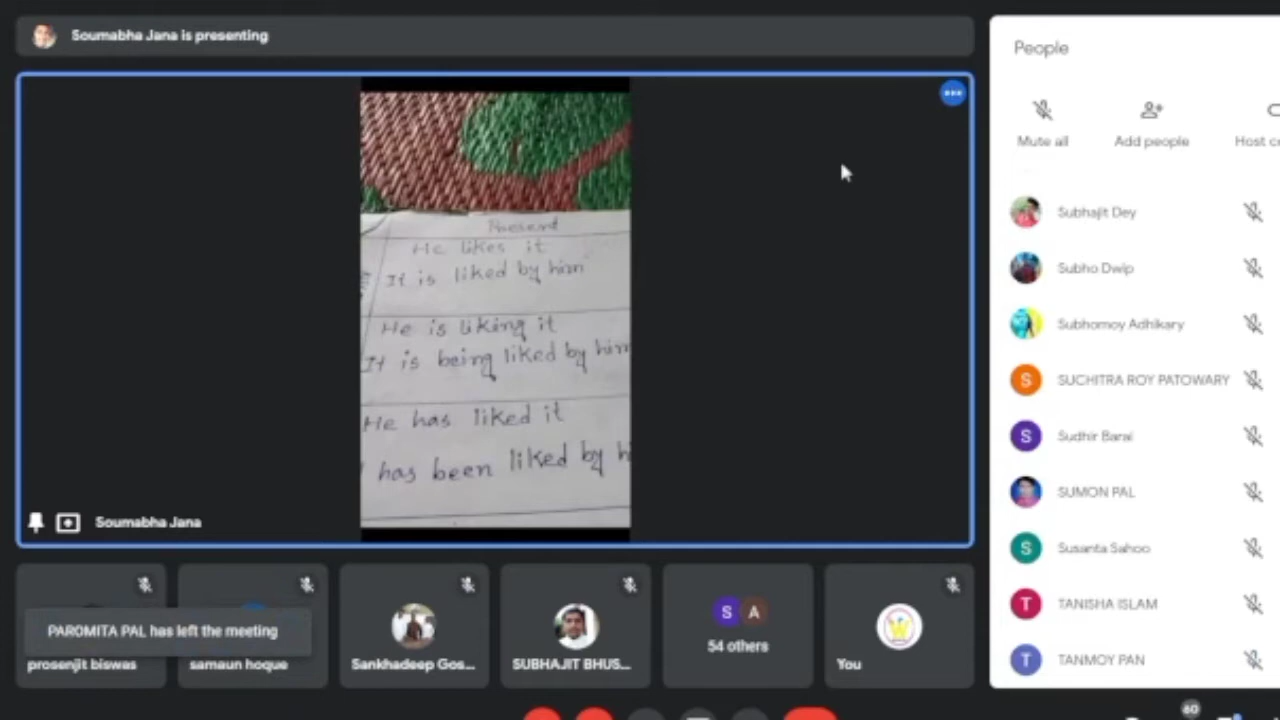 Soumabha Jana is presenting
Present
He likes it
It is liked by him
He is liking it
It is being liked by him
He has liked it
has been liked by hi
Soumabha Jana
PAROMITA PAL has left the meeting
prosenjit biswas
samaun hoque
Sankhadeep Gos...
SUBHAJIT BHUS...
S A
54 others
You
People
Mute all
Add people
Host c
Subhajit Dey
Subho Dwip
Subhomoy Adhikary
S SUCHITRA ROY PATOWARY
S Sudhir Barai
SUMON PAL
S Susanta Sahoo
T TANISHA ISLAM
T TANMOY PAN
60